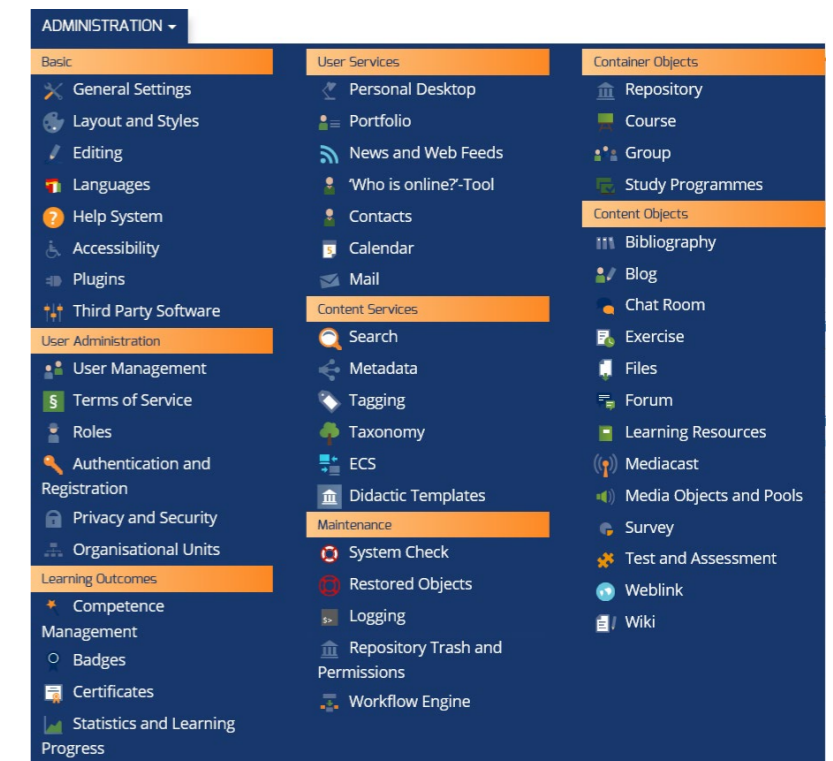 ADMINISTRATION
Basic
General Settings
Layout and Styles
Editing
Languages
Help System
Accessibility
Plugins
Third Party Software
User Administration
User Management
§ Terms of Service
Roles
Authentication and
Registration
Privacy and Security
Organisational Units
Learning Outcomes
Competence
Management
Badges
Certificates
Statistics and Learning
Progress
User Services
Personal Desktop
Portfolio
News and Web Feeds
'Who is online?'-Tool
Contacts
Calendar
Mail
Content Services
Search
Metadata
Tagging
Taxonomy
ECS
Didactic Templates
Maintenance
System Check
Restored Objects
Logging
Repository Trash and
Permissions
Workflow Engine
Container Objects
Repository
Course
Group
Study Programmes
Content Objects
Bibliography
Blog
Chat Room
Exercise
Files
Forum
Learning Resources
Mediacast
Media Objects and Pools
Survey
Test and Assessment
Weblink
Wiki